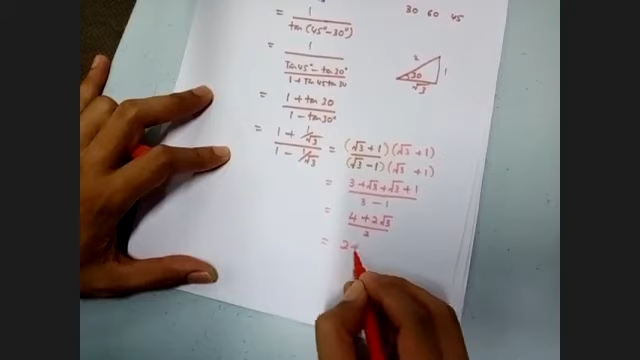 30 60 45
= 1/tan(45°-30°)
= 1/((Tan45°-tan30°)/(1+Tan45tan30))
2
30
1
√3
= (1+tan30)/(1-tan30°)
= (1+1/√3)/(1-1/√3) = (√3+1)(√3+1)/(√3-1)(√3+1)
= (3+√3+√3+1)/(3-1)
= (4+2√3)/2
= 2+